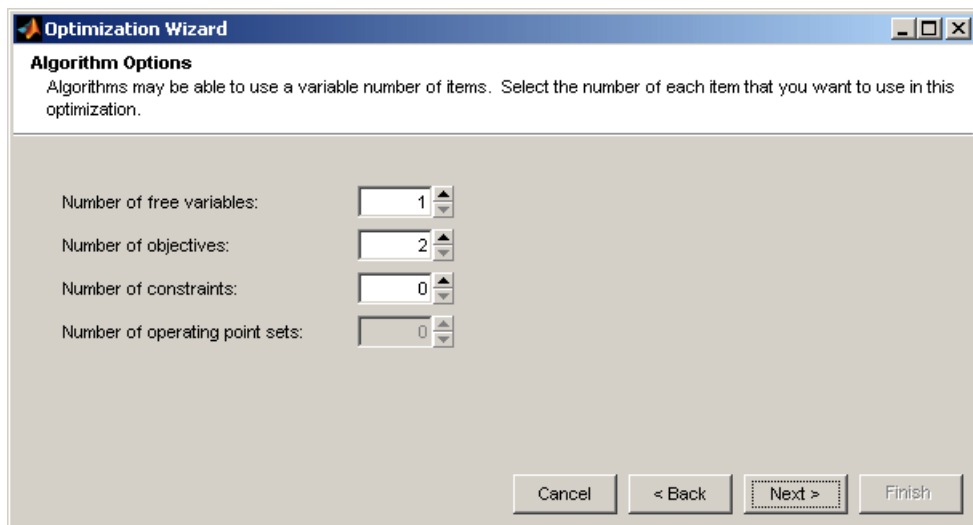 Optimization Wizard
Algorithm Options
Algorithms may be able to use a variable number of items. Select the number of each item that you want to use in this
optimization.
Number of free variables: 1
Number of objectives: 2
Number of constraints: 0
Number of operating point sets: 0
Cancel < Back Next > Finish